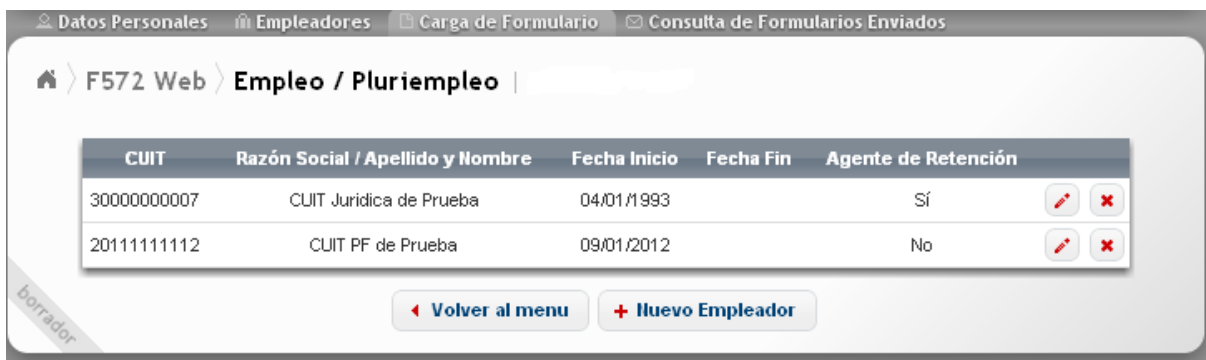 Datos Personales Empleadores Carga de Formulario Consulta de Formularios Enviados
F572 Web Empleo / Pluriempleo |
CUIT Razón Social / Apellido y Nombre Fecha Inicio Fecha Fin Agente de Retención
30000000007 CUIT Juridica de Prueba 04/01/1993 Sí
20111111112 CUIT PF de Prueba 09/01/2012 No
Volver al menu Nuevo Empleador
borrador